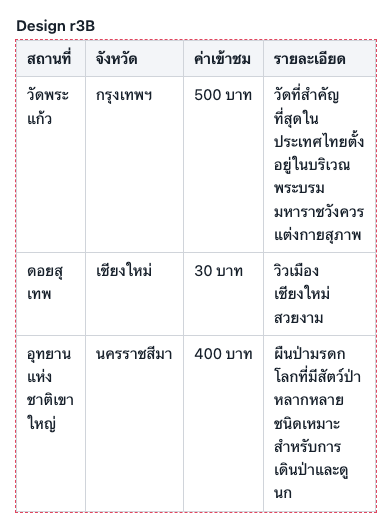 Design r3B
สถานที่ จังหวัด ค่าเข้าชม รายละเอียด
วัดพระ กรุงเทพฯ 500 บาท วัดที่สำคัญ
แก้ว ที่สุดใน
ประเทศไทยตั้ง
อยู่ในบริเวณ
พระบรม
มหาราชวังควร
แต่งกายสุภาพ
ดอยสุ เชียงใหม่ 30 บาท วิวเมือง
เทพ เชียงใหม่
สวยงาม
อุทยาน นครราชสีมา 400 บาท ผืนป่ามรดก
แห่ง โลกที่มีสัตว์ป่า
ชาติเขา หลากหลาย
ใหญ่ ชนิดเหมาะ
สำหรับการ
เดินป่าและดู
นก